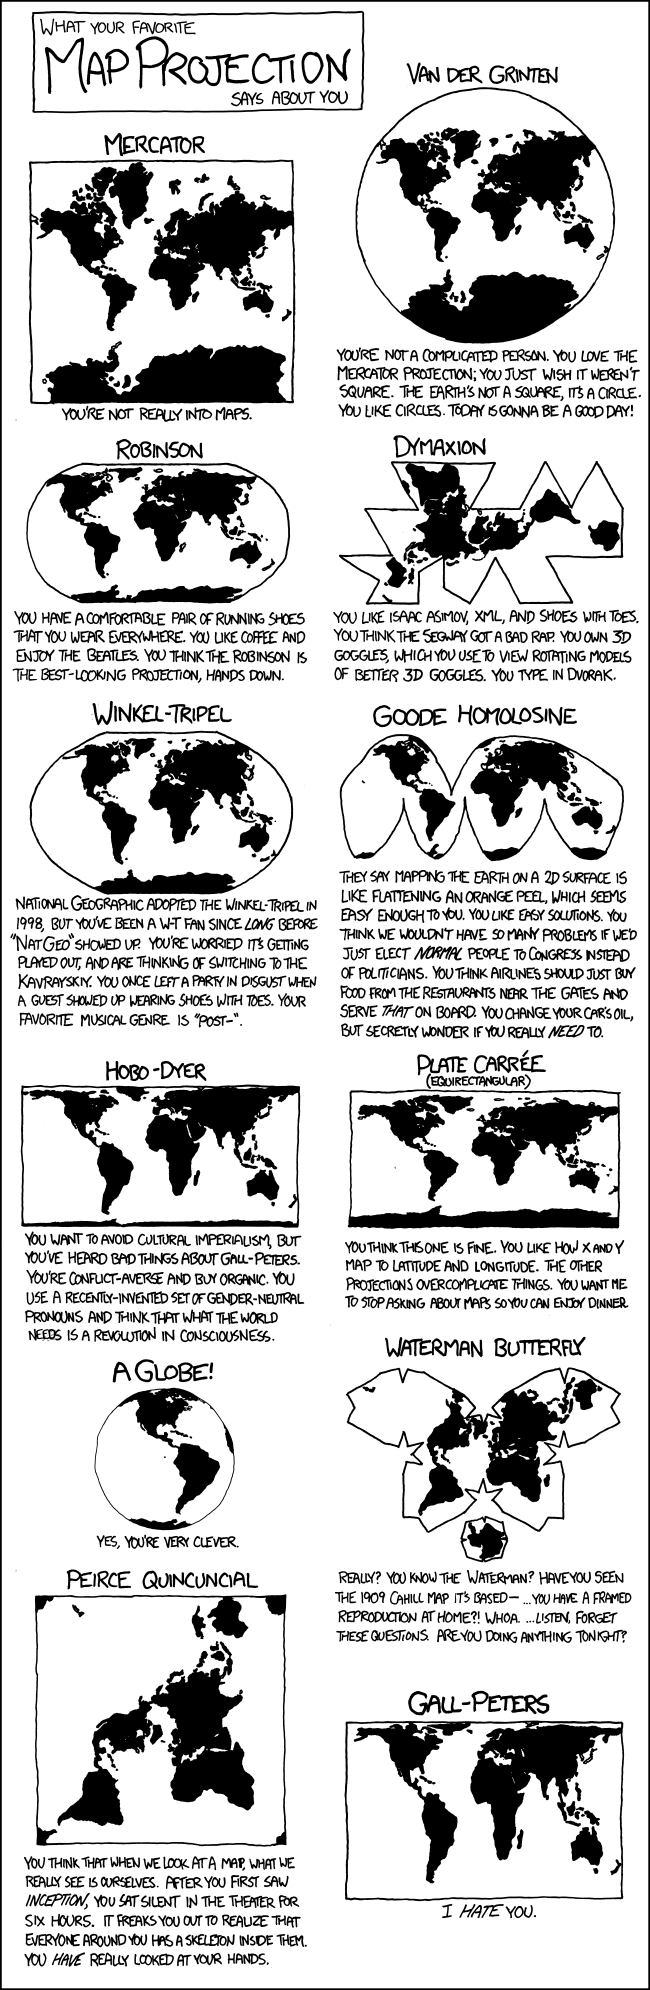 WHAT YOUR FAVORITE
MAP PROJECTION
SAYS ABOUT YOU
MERCATOR
YOU'RE NOT REALLY INTO MAPS.
VAN DER GRINTEN
YOU'RE NOT A COMPLICATED PERSON. YOU LOVE THE
MERCATOR PROJECTION; YOU JUST WISH IT WEREN'T
SQUARE. THE EARTH'S NOT A SQUARE, IT'S A CIRCLE.
YOU LIKE CIRCLES. TODAY IS GONNA BE A GOOD DAY!
ROBINSON
YOU HAVE A COMFORTABLE PAIR OF RUNNING SHOES
THAT YOU WEAR EVERYWHERE. YOU LIKE COFFEE AND
ENJOY THE BEATLES. YOU THINK THE ROBINSON IS
THE BEST-LOOKING PROJECTION, HANDS DOWN.
DYMAXION
YOU LIKE ISAAC ASIMOV, XML, AND SHOES WITH TOES.
YOU THINK THE SEGWAY GOT A BAD RAP. YOU OWN 3D
GOGGLES, WHICH YOU USE TO VIEW ROTATING MODELS
OF BETTER 3D GOGGLES. YOU TYPE IN DVORAK.
WINKEL-TRIPEL
NATIONAL GEOGRAPHIC ADOPTED THE WINKEL-TRIPEL IN
1998, BUT YOU'VE BEEN A W-T FAN SINCE LONG BEFORE
"NAT GEO" SHOWED UP. YOU'RE WORRIED IT'S GETTING
PLAYED OUT, AND ARE THINKING OF SWITCHING TO THE
KAVRAYSKIY. YOU ONCE LEFT A PARTY IN DISGUST WHEN
A GUEST SHOWED UP WEARING SHOES WITH TOES. YOUR
FAVORITE MUSICAL GENRE IS "POST-".
GOODE HOMOLOSINE
THEY SAY MAPPING THE EARTH ON A 2D SURFACE IS
LIKE FLATTENING AN ORANGE PEEL, WHICH SEEMS
EASY ENOUGH TO YOU. YOU LIKE EASY SOLUTIONS. YOU
THINK WE WOULDN'T HAVE SO MANY PROBLEMS IF WE'D
JUST ELECT NORMAL PEOPLE TO CONGRESS INSTEAD
OF POLITICIANS. YOU THINK AIRLINES SHOULD JUST BUY
FOOD FROM THE RESTAURANTS NEAR THE GATES AND
SERVE THAT ON BOARD. YOU CHANGE YOUR CAR'S OIL,
BUT SECRETLY WONDER IF YOU REALLY NEED TO.
HOBO-DYER
YOU WANT TO AVOID CULTURAL IMPERIALISM, BUT
YOU'VE HEARD BAD THINGS ABOUT GALL-PETERS.
YOU'RE CONFLICT-AVERSE AND BUY ORGANIC. YOU
USE A RECENTLY-INVENTED SET OF GENDER-NEUTRAL
PRONOUNS AND THINK THAT WHAT THE WORLD
NEEDS IS A REVOLUTION IN CONSCIOUSNESS.
PLATE CARRÉE
(EQUIRECTANGULAR)
YOU THINK THIS ONE IS FINE. YOU LIKE HOW X AND Y
MAP TO LATITUDE AND LONGITUDE. THE OTHER
PROJECTIONS OVERCOMPLICATE THINGS. YOU WANT ME
TO STOP ASKING ABOUT MAPS SO YOU CAN ENJOY DINNER.
A GLOBE!
YES, YOU'RE VERY CLEVER.
WATERMAN BUTTERFLY
REALLY? YOU KNOW THE WATERMAN? HAVE YOU SEEN
THE 1909 CAHILL MAP IT'S BASED— ...YOU HAVE A FRAMED
REPRODUCTION AT HOME?! WHOA. ...LISTEN, FORGET
THESE QUESTIONS. ARE YOU DOING ANYTHING TONIGHT?
PEIRCE QUINCUNCIAL
YOU THINK THAT WHEN WE LOOK AT A MAP, WHAT WE
REALLY SEE IS OURSELVES. AFTER YOU FIRST SAW
INCEPTION, YOU SAT SILENT IN THE THEATER FOR
SIX HOURS. IT FREAKS YOU OUT TO REALIZE THAT
EVERYONE AROUND YOU HAS A SKELETON INSIDE THEM.
YOU HAVE REALLY LOOKED AT YOUR HANDS.
GALL-PETERS
I HATE YOU.